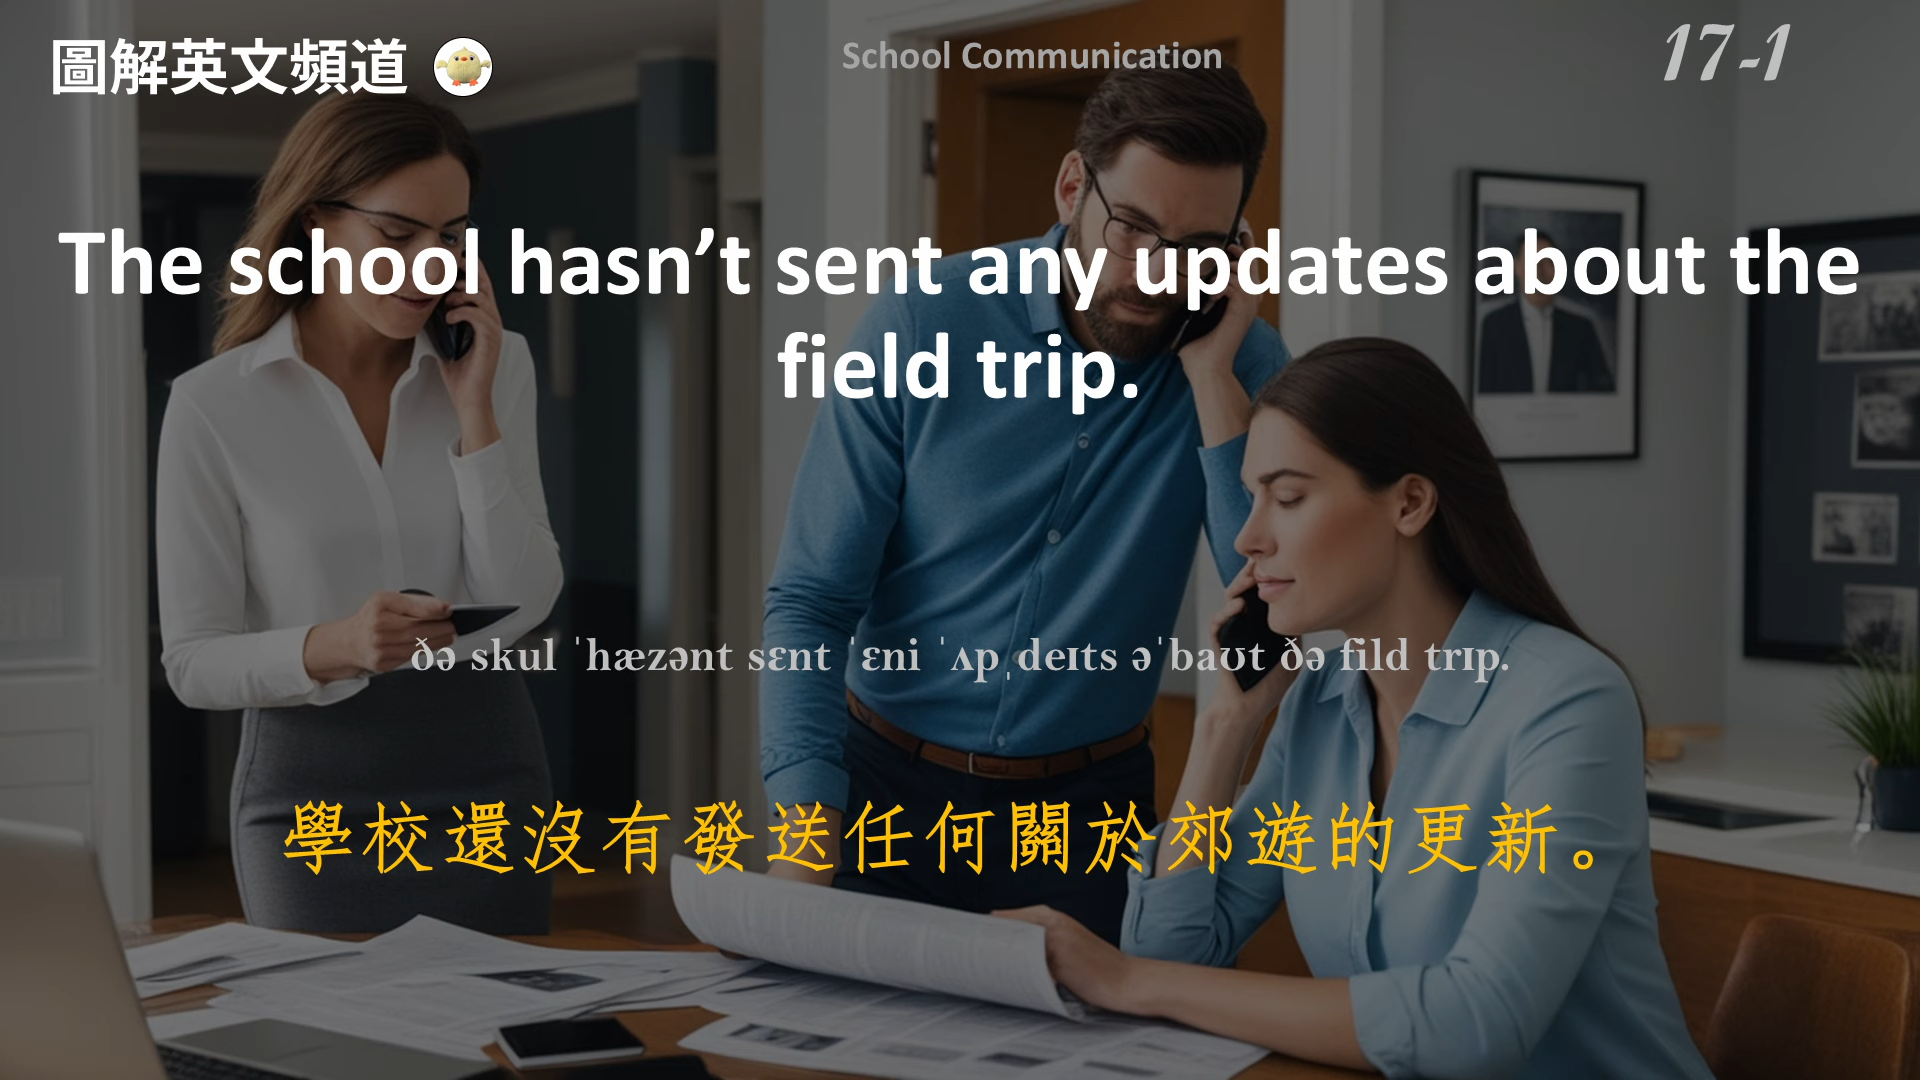 圖解英文頻道
School Communication
17-1
The school hasn’t sent any updates about the
field trip.
ðə skul ˈhæzənt sɛnt ˈɛni ˈʌpˌdeɪts əˈbaʊt ðə fild trɪp.
學校還沒有發送任何關於郊遊的更新。